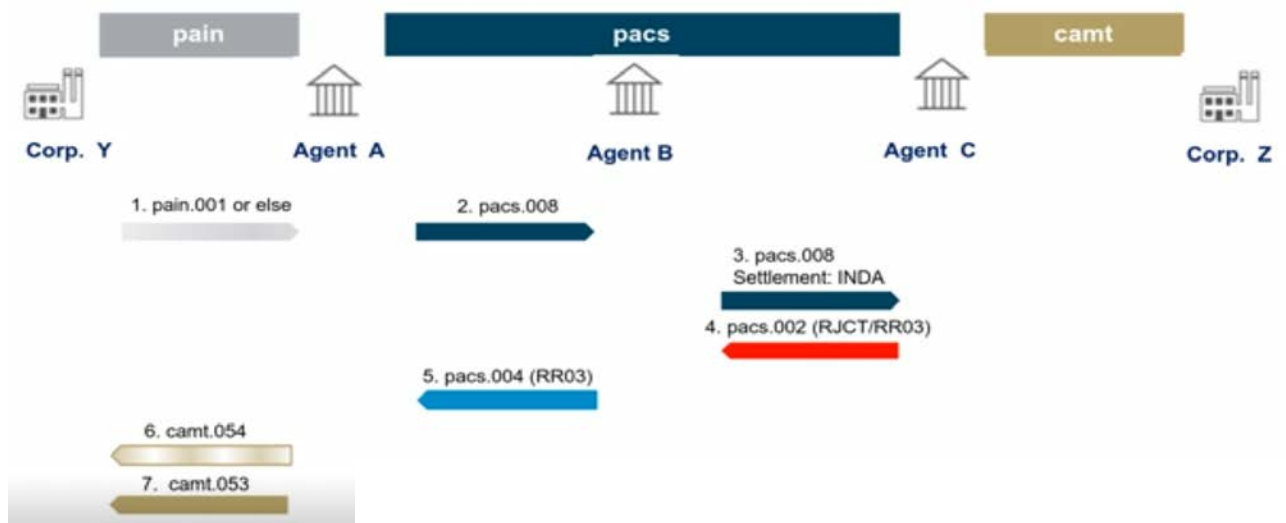 pain
pacs
camt
Corp. Y
Agent A
Agent B
Agent C
Corp. Z
1. pain.001 or else
2. pacs.008
3. pacs.008
Settlement: INDA
4. pacs.002 (RJCT/RR03)
5. pacs.004 (RR03)
6. camt.054
7. camt.053